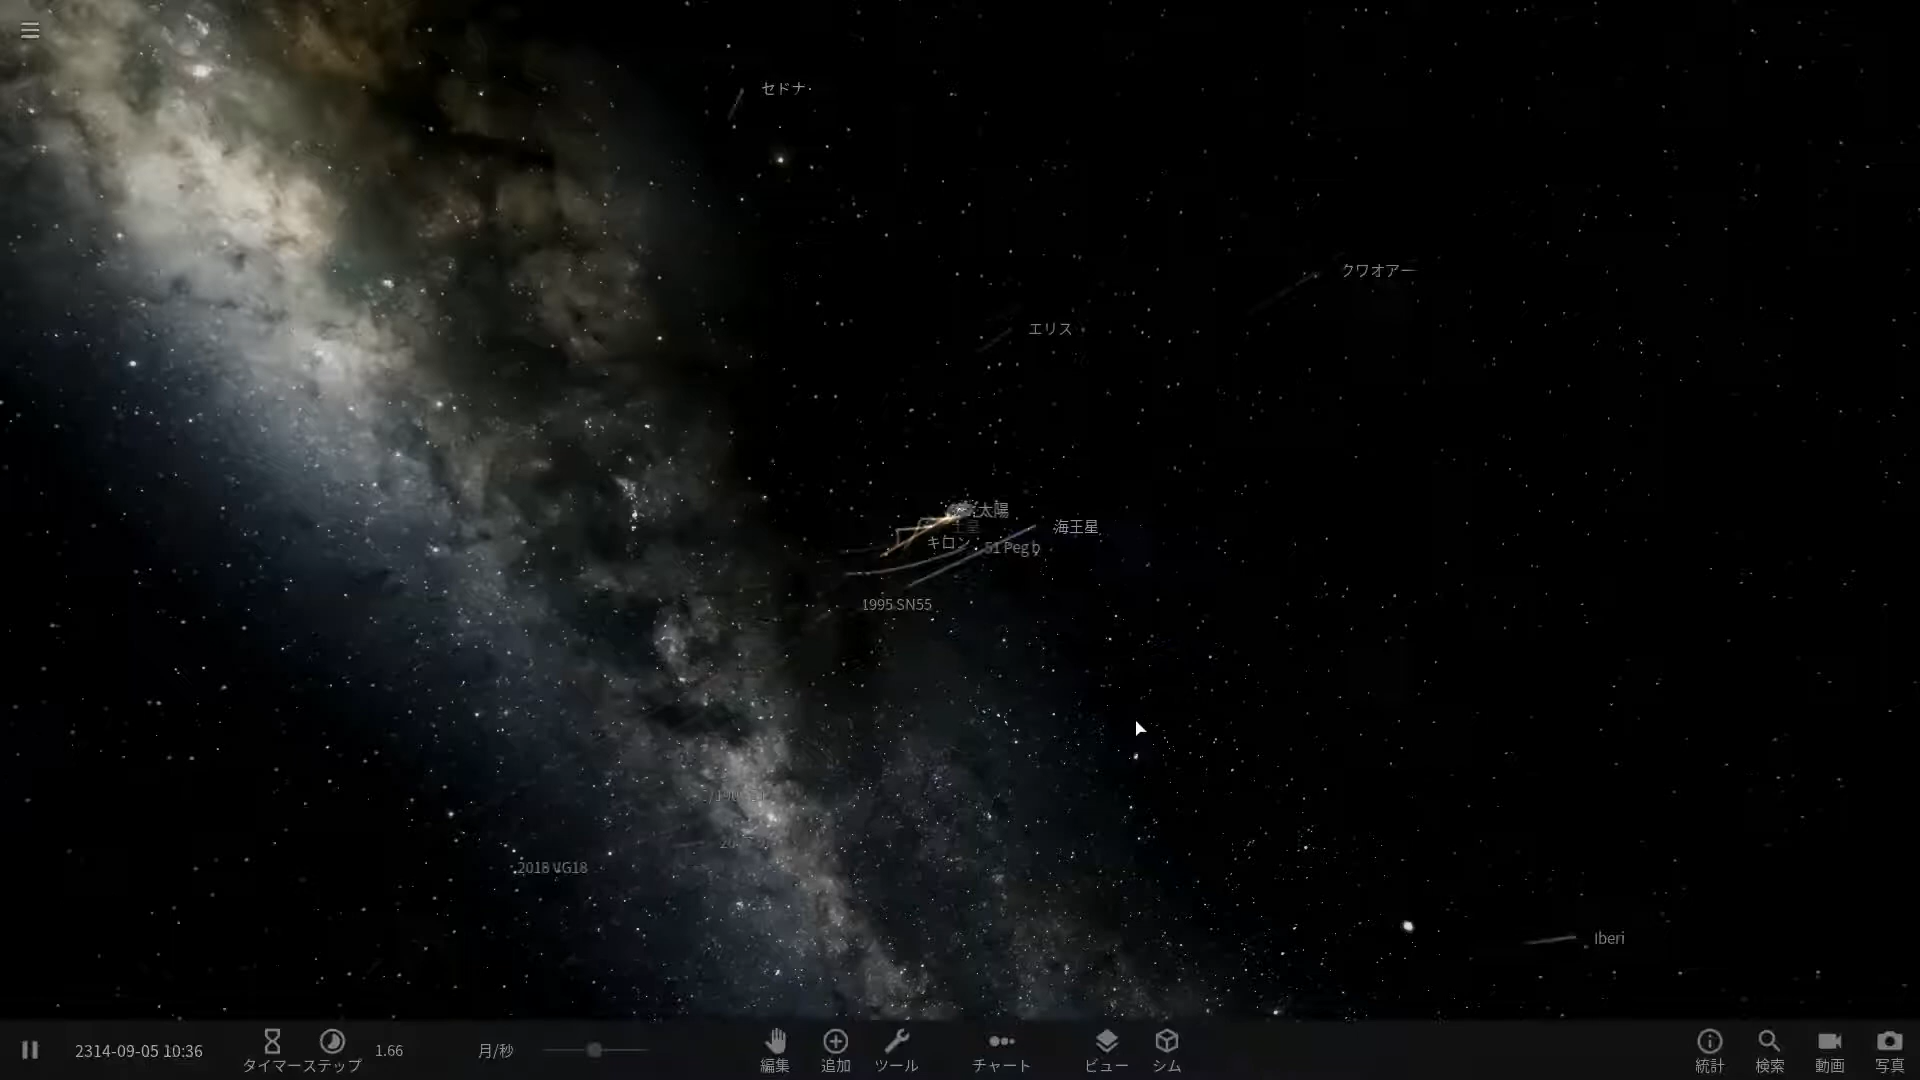 セドナ
クワオアー
エリス
太陽
海王星
キロン
51 Peg b
1995 SN55
2018 VG18
Iberi
2314-09-05 10:36
タイマーステップ
1.66
月/秒
編集
追加
ツール
チャート
ビュー
シム
統計
検索
動画
写真